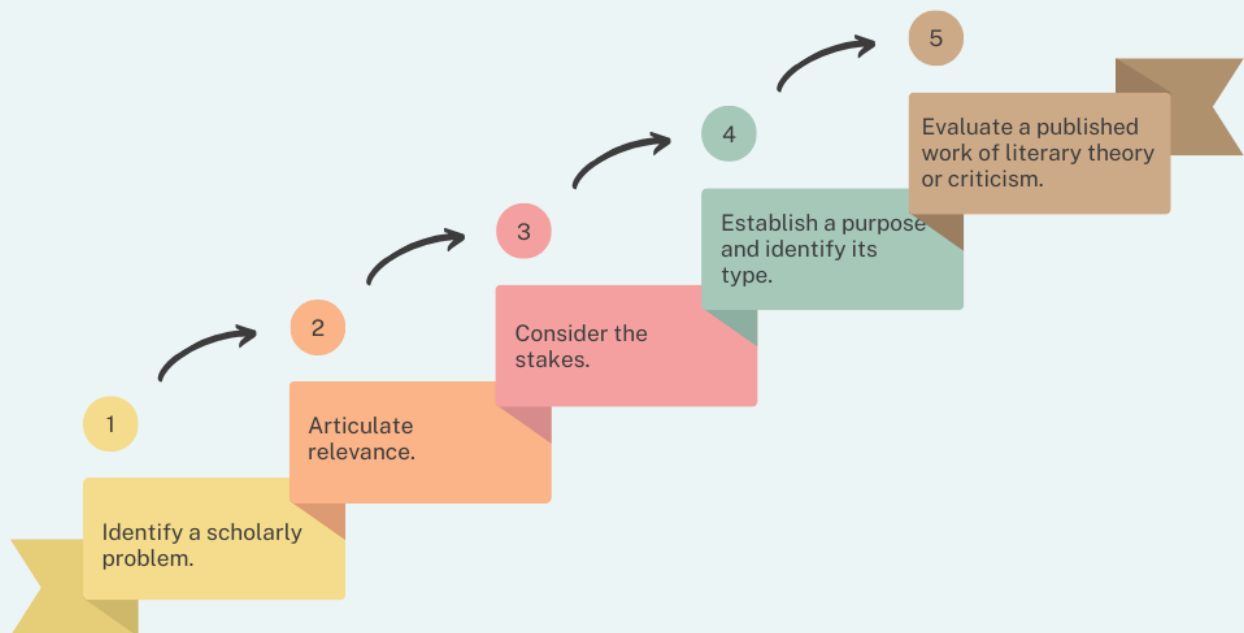 1
Identify a scholarly
problem.
2
Articulate
relevance.
3
Consider the
stakes.
4
Establish a purpose
and identify its
type.
5
Evaluate a published
work of literary theory
or criticism.